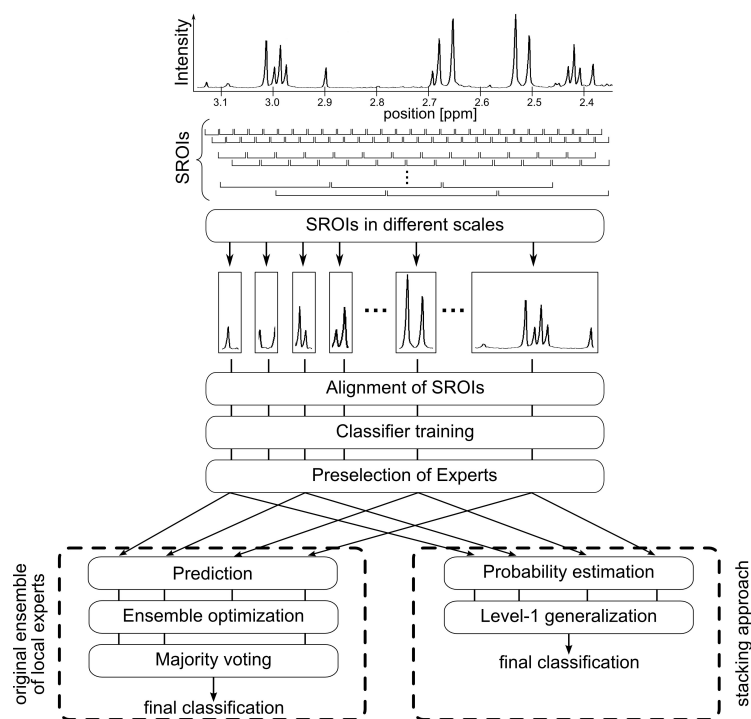 Intensity
3.1 3.0 2.9 2.8 2.7 2.6 2.5 2.4
position [ppm]
SROIs
SROIs in different scales
Alignment of SROIs
Classifier training
Preselection of Experts
original ensemble
of local experts
Prediction
Ensemble optimization
Majority voting
final classification
Probability estimation
Level-1 generalization
final classification
stacking approach